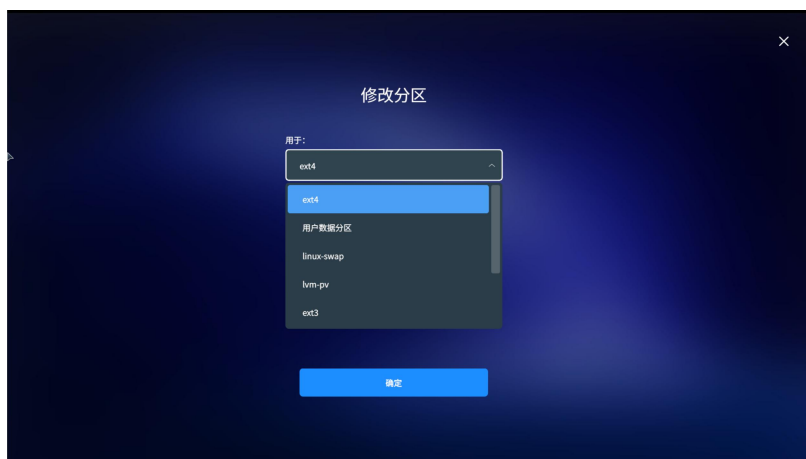 修改分区
用于：
ext4
ext4
用户数据分区
linux-swap
lvm-pv
ext3
确定